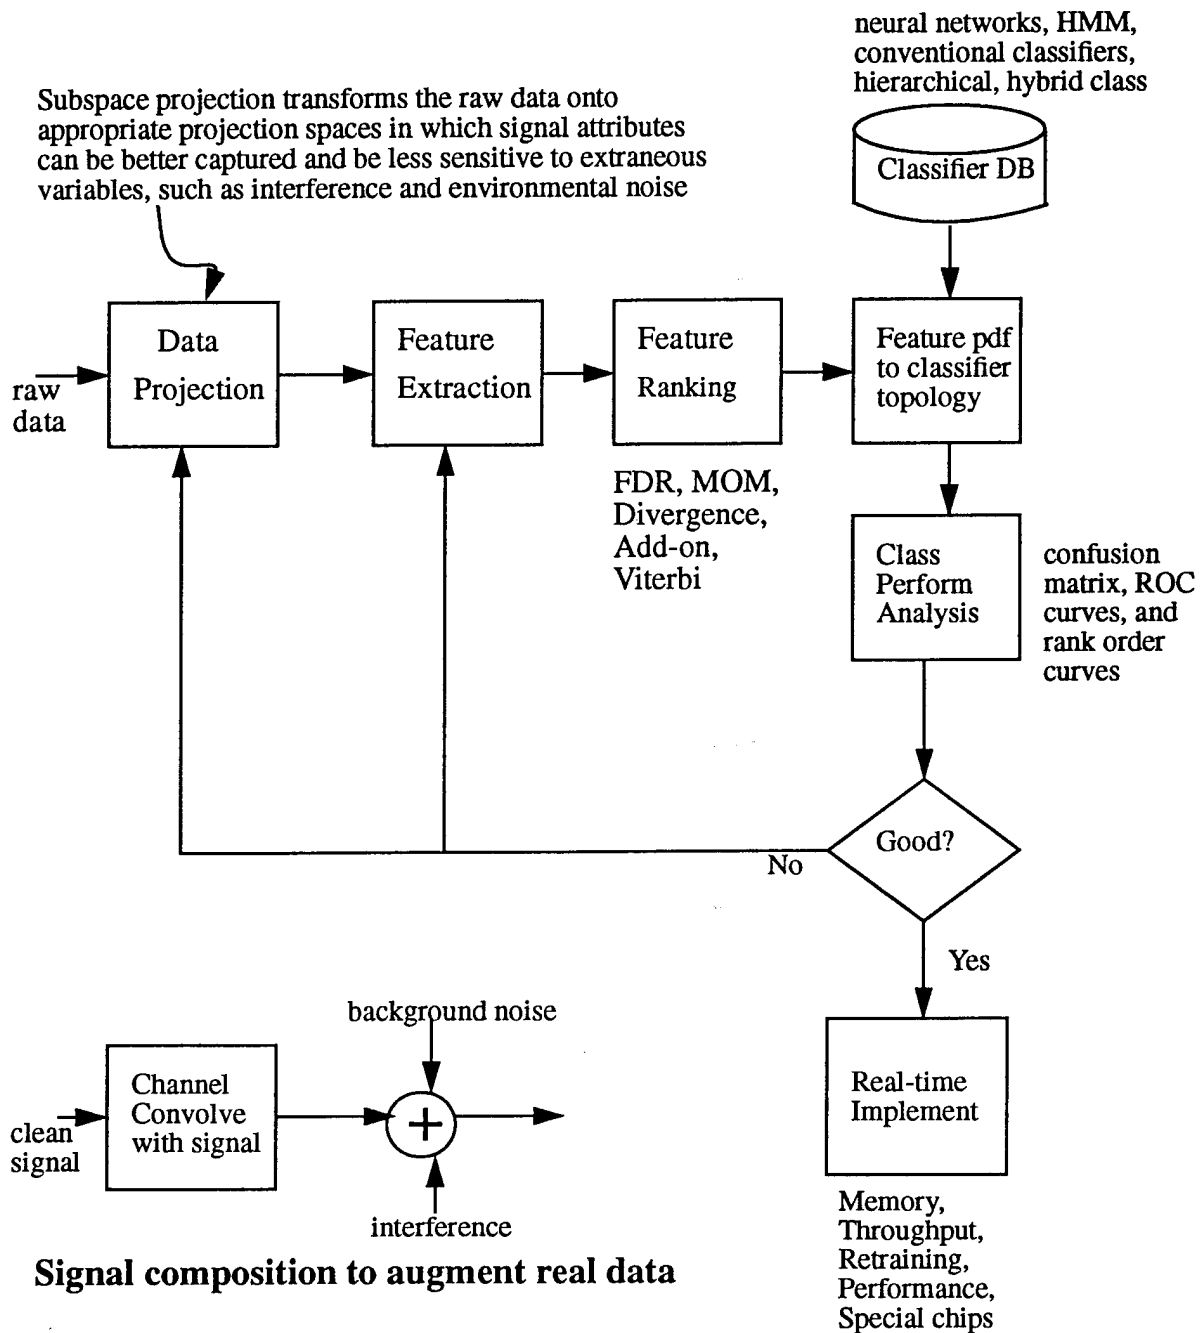 neural networks, HMM,
conventional classifiers,
hierarchical, hybrid class
Subspace projection transforms the raw data onto
appropriate projection spaces in which signal attributes
can be better captured and be less sensitive to extraneous
variables, such as interference and environmental noise
Classifier DB
raw
data
Data
Projection
Feature
Extraction
Feature
Ranking
Feature pdf
to classifier
topology
FDR, MOM,
Divergence,
Add-on,
Viterbi
Class
Perform
Analysis
confusion
matrix, ROC
curves, and
rank order
curves
Good?
No
Yes
background noise
clean
signal
Channel
Convolve
with signal
+
interference
Real-time
Implement
Memory,
Throughput,
Retraining,
Performance,
Special chips
Signal composition to augment real data